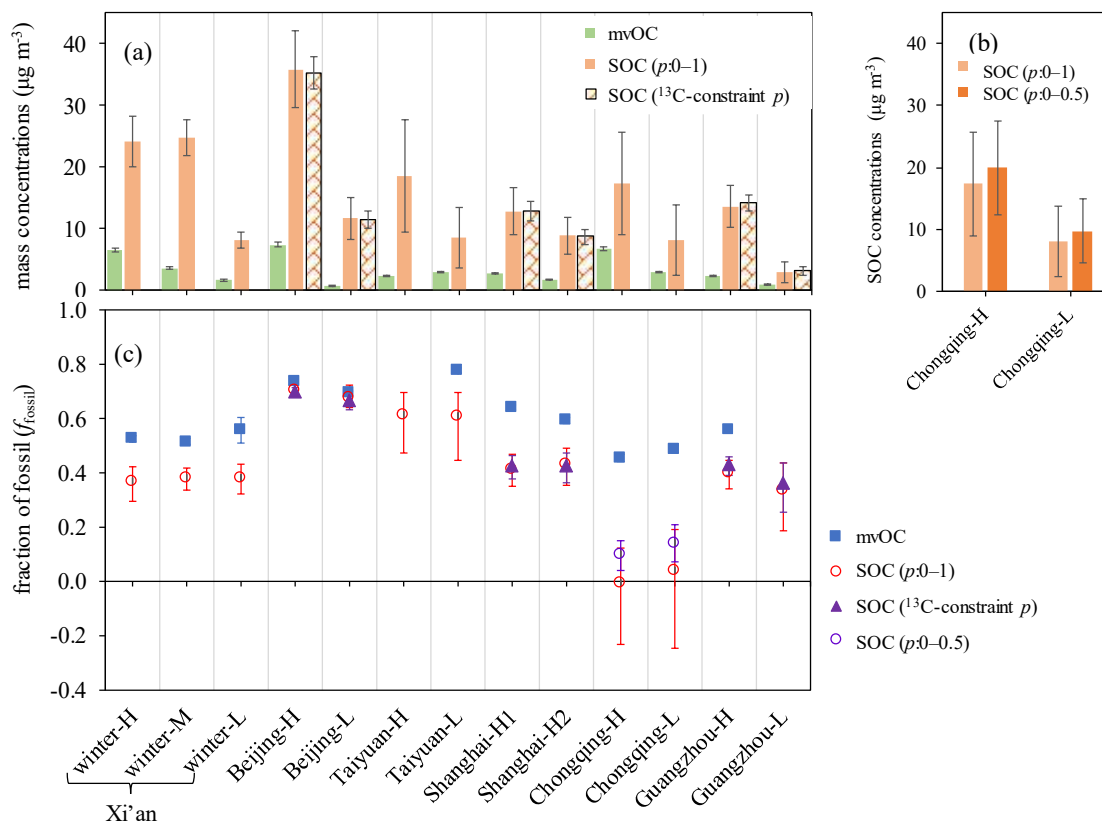 (a)
mass concentrations (μg m-3)
40
30
20
10
0
mvOC
SOC (p:0–1)
SOC (13C-constraint p)
(b)
SOC concentrations (μg m-3)
40
30
20
10
0
SOC (p:0–1)
SOC (p:0–0.5)
Chongqing-H
Chongqing-L
(c)
fraction of fossil (ffossil)
1.0
0.8
0.6
0.4
0.2
0.0
-0.2
-0.4
mvOC
SOC (p:0–1)
SOC (13C-constraint p)
SOC (p:0–0.5)
winter-H
winter-M
winter-L
Beijing-H
Beijing-L
Taiyuan-H
Taiyuan-L
Shanghai-H1
Shanghai-H2
Chongqing-H
Chongqing-L
Guangzhou-H
Guangzhou-L
Xi’an